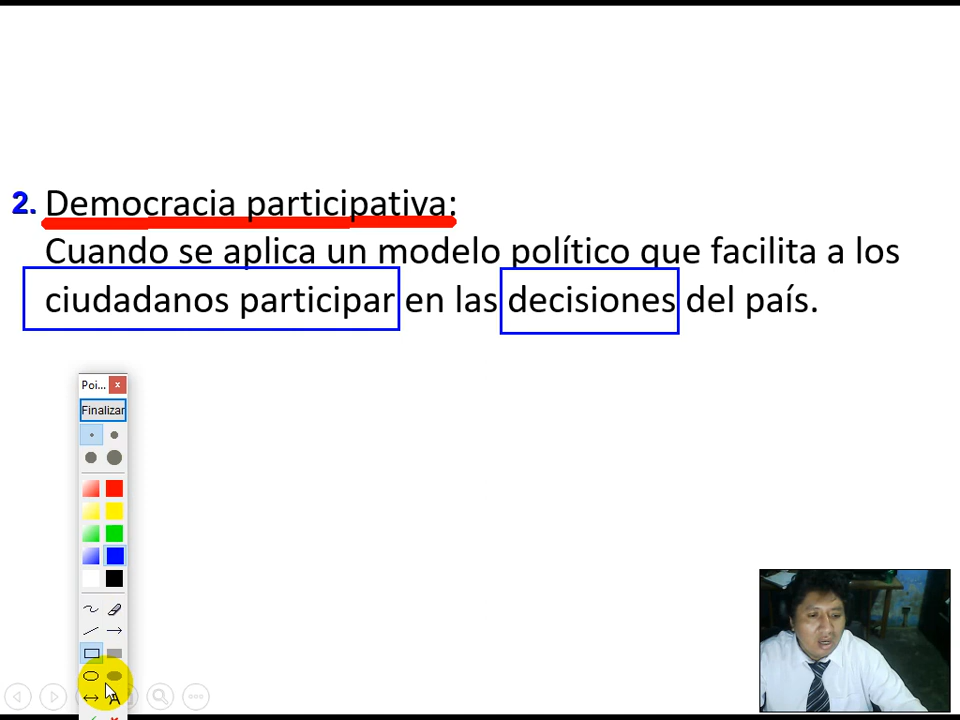 2. Democracia participativa:
Cuando se aplica un modelo político que facilita a los
ciudadanos participar en las decisiones del país.
Poi...
Finalizar
A